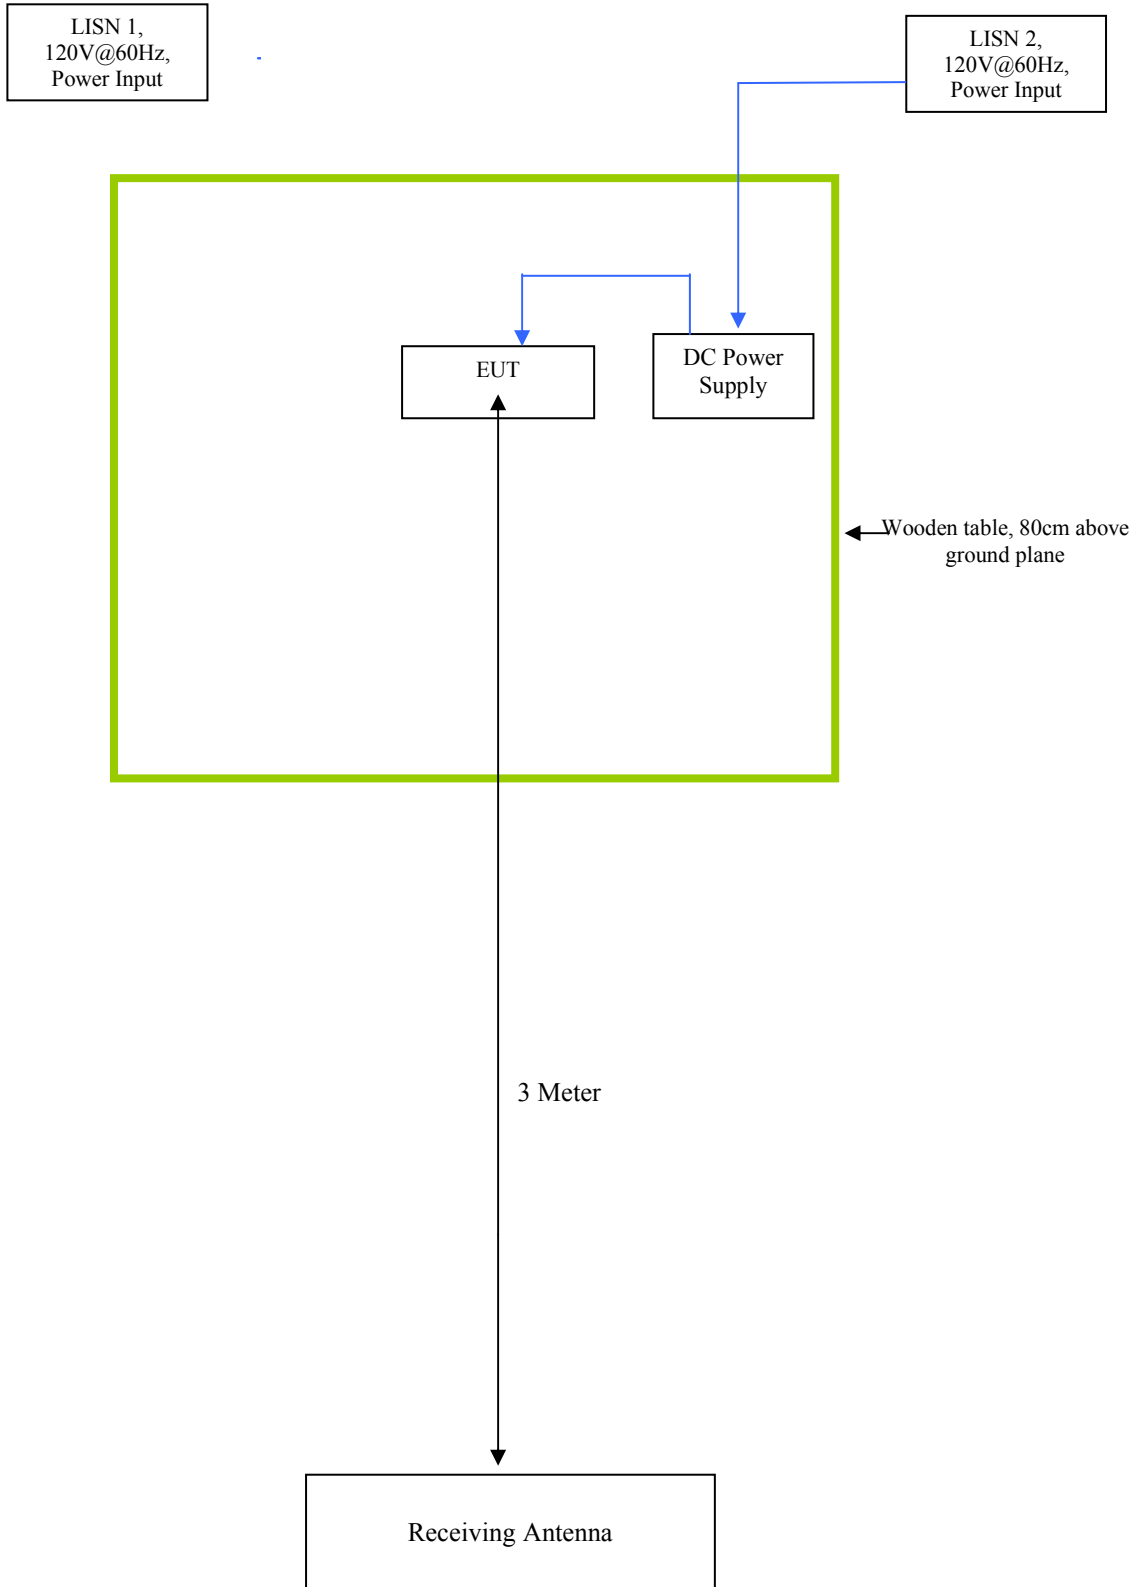 LISN 1,
120V@60Hz,
Power Input
LISN 2,
120V@60Hz,
Power Input
EUT
DC Power
Supply
Wooden table, 80cm above
ground plane
3 Meter
Receiving Antenna